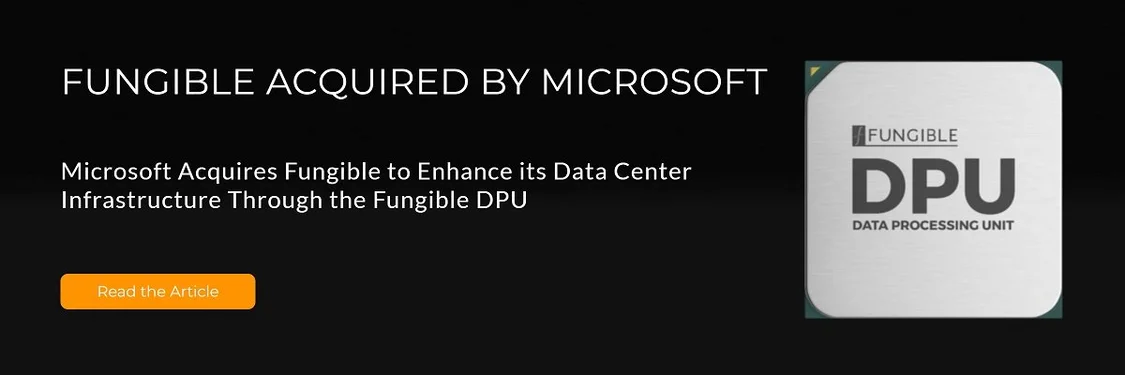 FUNGIBLE ACQUIRED BY MICROSOFT
Microsoft Acquires Fungible to Enhance its Data Center
Infrastructure Through the Fungible DPU
Read the Article
FUNGIBLE
DPU
DATA PROCESSING UNIT